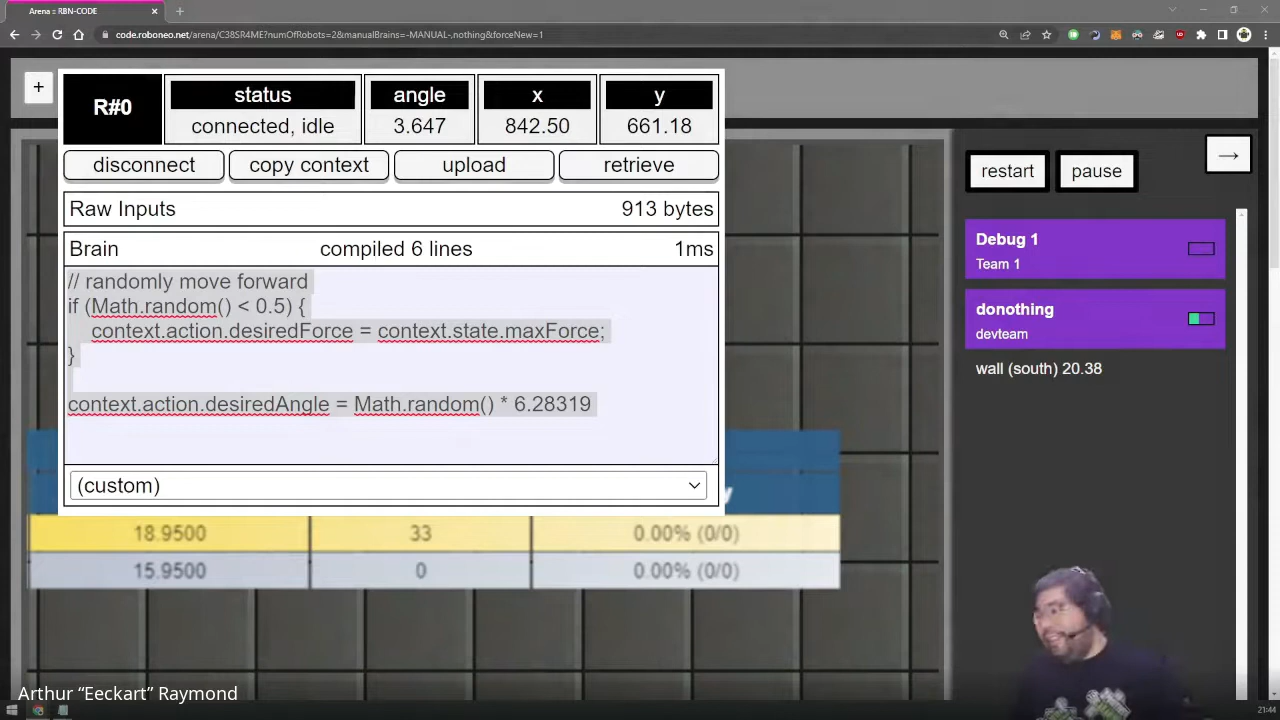 Arena :: RBN-CODE
code.roboneo.net/arena/C38SR4ME?numOfRobots=2&manualBrains=-MANUAL-,nothing&forceNew=1
+
R#0
status
angle
x
y
connected, idle
3.647
842.50
661.18
disconnect
copy context
upload
retrieve
Raw Inputs
913 bytes
Brain
compiled 6 lines
1ms
// randomly move forward
if (Math.random() < 0.5) {
context.action.desiredForce = context.state.maxForce;
}
context.action.desiredAngle = Math.random() * 6.28319
(custom)
18.9500
33
0.00% (0/0)
15.9500
0
0.00% (0/0)
restart
pause
→
Debug 1
Team 1
donothing
devteam
wall (south) 20.38
Arthur “Eeckart” Raymond
21:44